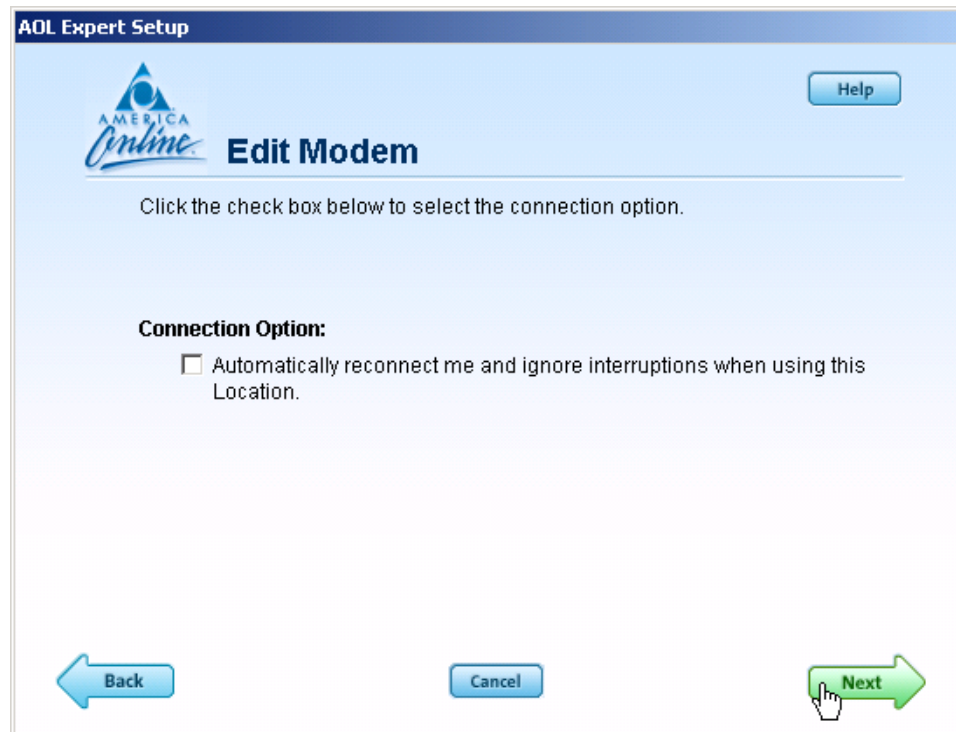 AOL Expert Setup
Help
AMERICA
Online
Edit Modem
Click the check box below to select the connection option.
Connection Option:
Automatically reconnect me and ignore interruptions when using this
Location.
Back
Cancel
Next